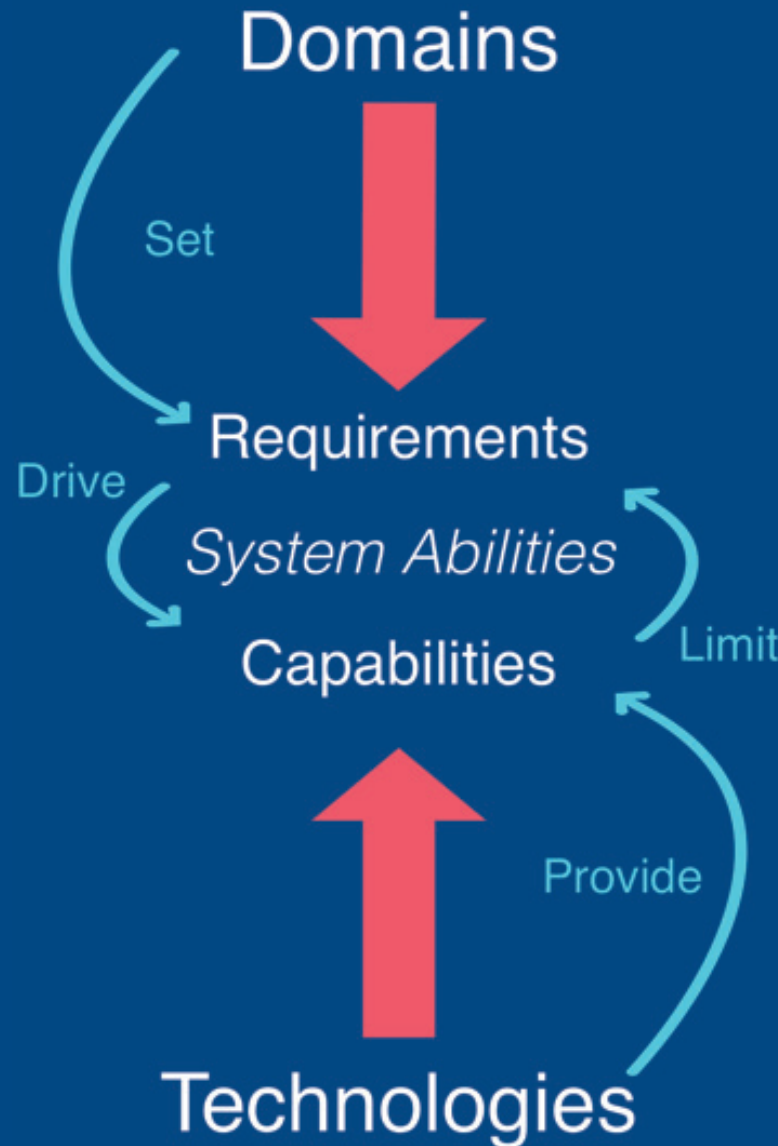 Domains
Set
Requirements
Drive
System Abilities
Limit
Capabilities
Provide
Technologies